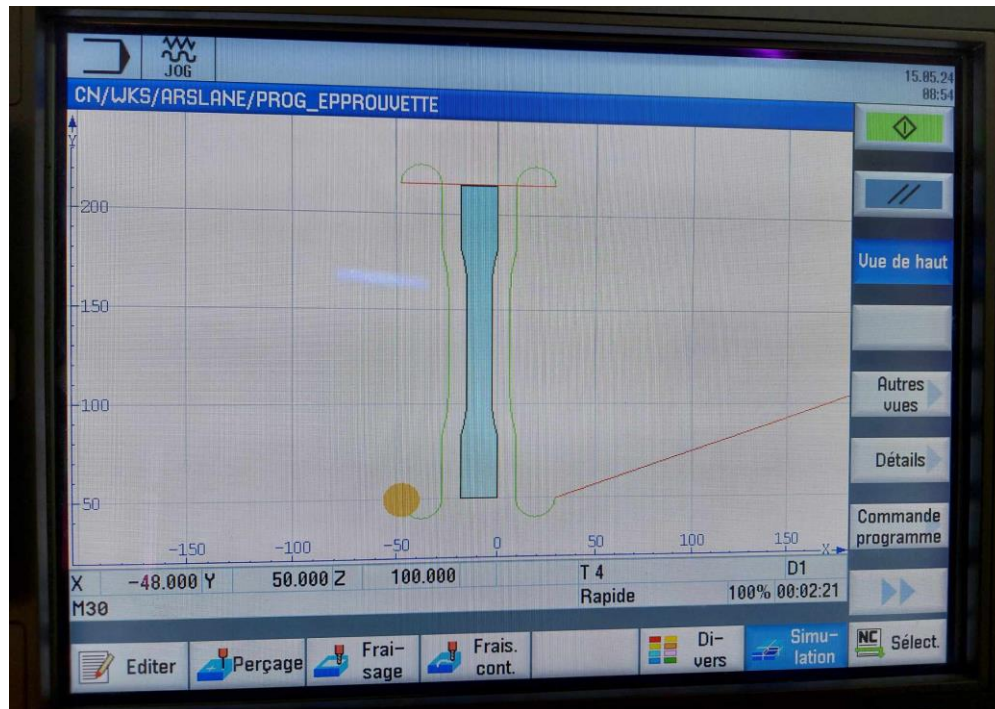 JOG
15.05.24
08:54
CN/WKS/ARSLANE/PROG_EPPROUVETTE
Y
200
150
100
50
-150 -100 -50 0 50 100 150 X
X -48.000 Y 50.000 Z 100.000 T 4 D1
M30 Rapide 100% 00:02:21
Vue de haut
Autres
vues
Détails
Commande
programme
Editer
Perçage
Frai-
sage
Frais.
cont.
Di-
vers
Simu-
lation
NC Sélect.